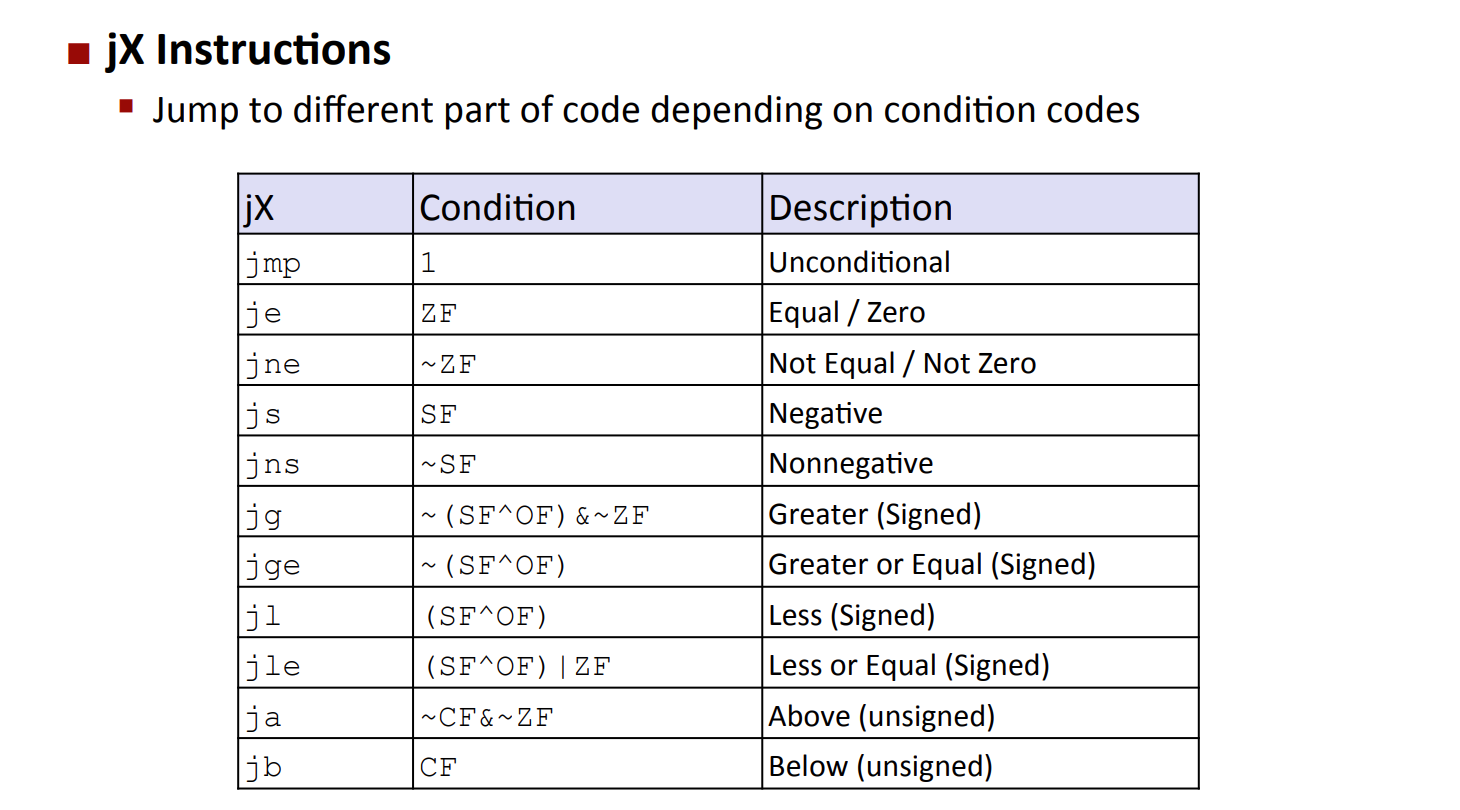 ■ jX Instructions
▪ Jump to different part of code depending on condition codes
jX Condition Description
jmp 1 Unconditional
je ZF Equal / Zero
jne ~ZF Not Equal / Not Zero
js SF Negative
jns ~SF Nonnegative
jg ~(SF^OF)&~ZF Greater (Signed)
jge ~(SF^OF) Greater or Equal (Signed)
jl (SF^OF) Less (Signed)
jle (SF^OF)|ZF Less or Equal (Signed)
ja ~CF&~ZF Above (unsigned)
jb CF Below (unsigned)